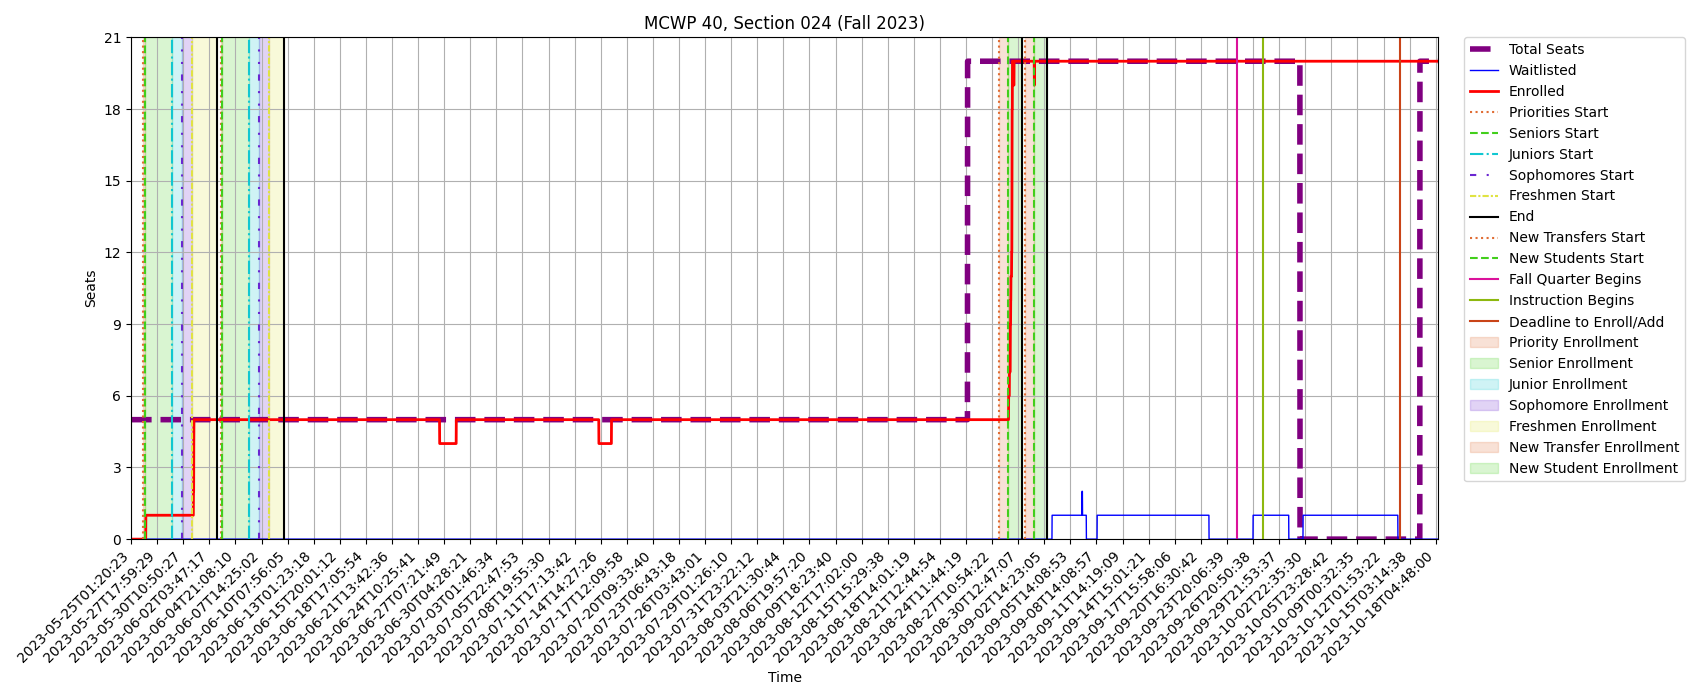 MCWP 40, Section 024 (Fall 2023)
21
18
15
12
9
6
3
0
Seats
2023-05-25T01:20:23
2023-05-27T17:59:29
2023-05-30T10:50:27
2023-06-02T03:47:17
2023-06-04T21:08:10
2023-06-07T14:25:02
2023-06-10T07:56:05
2023-06-13T01:23:18
2023-06-15T20:01:12
2023-06-18T17:05:54
2023-06-21T13:42:36
2023-06-24T10:25:41
2023-06-27T07:21:49
2023-06-30T04:28:21
2023-07-03T01:46:34
2023-07-05T22:47:53
2023-07-08T19:55:30
2023-07-11T17:13:42
2023-07-14T14:27:26
2023-07-17T12:09:58
2023-07-20T09:33:40
2023-07-23T06:43:18
2023-07-26T03:43:01
2023-07-29T01:26:10
2023-07-31T23:22:12
2023-08-03T21:30:44
2023-08-06T19:57:20
2023-08-09T18:23:40
2023-08-12T17:02:00
2023-08-15T15:29:38
2023-08-18T14:01:19
2023-08-21T12:44:54
2023-08-24T11:44:19
2023-08-27T10:54:22
2023-08-30T12:47:07
2023-09-02T14:23:05
2023-09-05T14:08:53
2023-09-08T14:08:57
2023-09-11T14:19:09
2023-09-14T15:01:21
2023-09-17T15:58:06
2023-09-20T16:30:42
2023-09-23T20:06:39
2023-09-26T20:50:38
2023-09-29T21:53:37
2023-10-02T22:35:30
2023-10-05T23:28:42
2023-10-09T00:32:35
2023-10-12T01:53:22
2023-10-15T03:14:38
2023-10-18T04:48:00
Time
Total Seats
Waitlisted
Enrolled
Priorities Start
Seniors Start
Juniors Start
Sophomores Start
Freshmen Start
End
New Transfers Start
New Students Start
Fall Quarter Begins
Instruction Begins
Deadline to Enroll/Add
Priority Enrollment
Senior Enrollment
Junior Enrollment
Sophomore Enrollment
Freshmen Enrollment
New Transfer Enrollment
New Student Enrollment